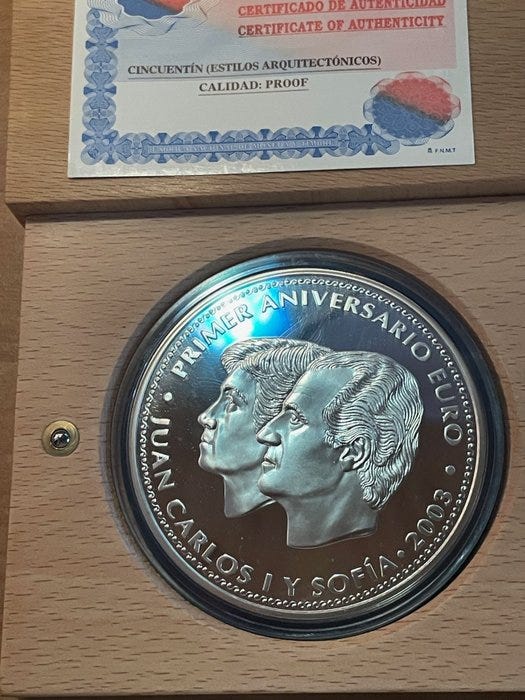 CERTIFICADO DE AUTENTICIDAD
CERTIFICATE OF AUTHENTICITY
CINCUENTÍN (ESTILOS ARQUITECTÓNICOS)
CALIDAD: PROOF
F.N.M.T
• PRIMER ANIVERSARIO EURO •
JUAN CARLOS I Y SOFÍA • 2003